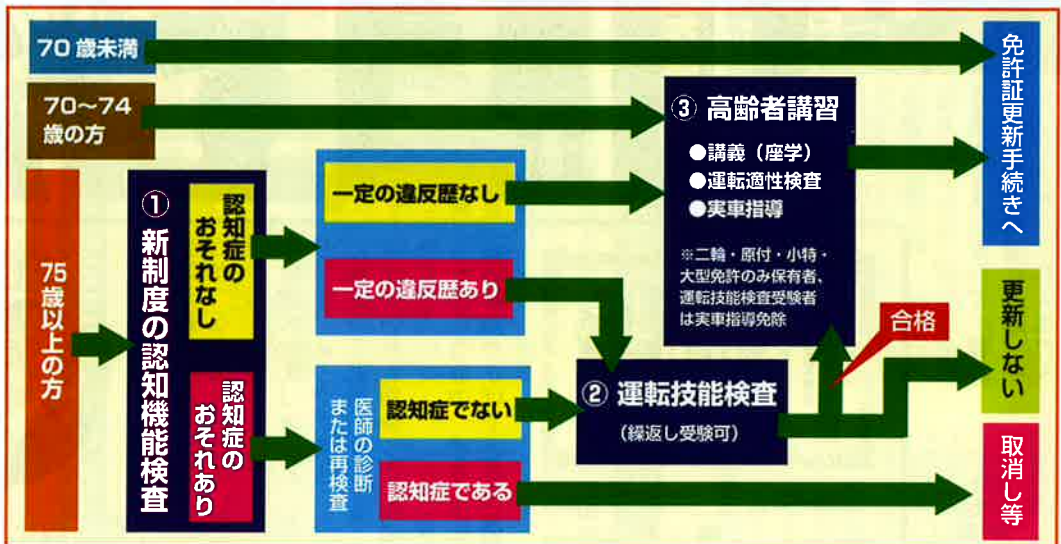 70歳未満
70〜74
歳の方
75歳以上の方
① 新制度の認知機能検査
認知症の
おそれなし
認知症の
おそれあり
一定の違反歴なし
一定の違反歴あり
医師の診断
または再検査
認知症でない
認知症である
② 運転技能検査
(繰返し受験可)
③ 高齢者講習
●講義（座学）
●運転適性検査
●実車指導
※二輪・原付・小特・
大型免許のみ保有者、
運転技能検査受験者
は実車指導免除
合格
免許証更新手続きへ
更新しない
取消し等